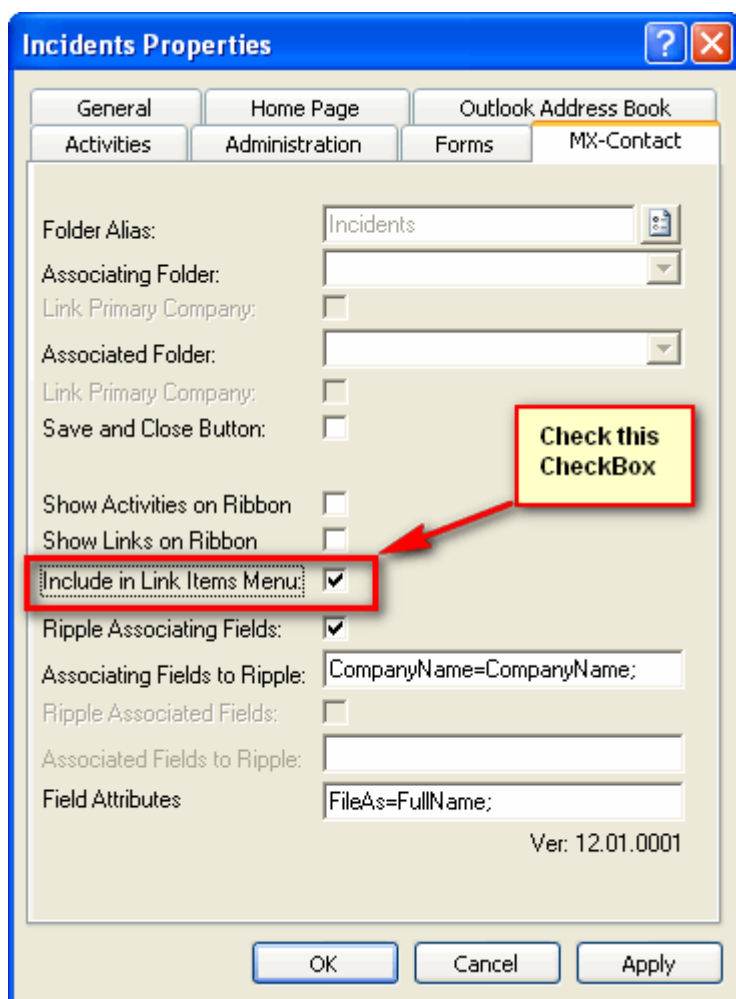 Incidents Properties
General Home Page Outlook Address Book
Activities Administration Forms MX-Contact
Folder Alias: Incidents
Associating Folder:
Link Primary Company:
Associated Folder:
Link Primary Company:
Save and Close Button:
Check this
CheckBox
Show Activities on Ribbon
Show Links on Ribbon
Include in Link Items Menu:
Ripple Associating Fields:
Associating Fields to Ripple: CompanyName=CompanyName;
Ripple Associated Fields:
Associated Fields to Ripple:
Field Attributes FileAs=FullName;
Ver: 12.01.0001
OK Cancel Apply